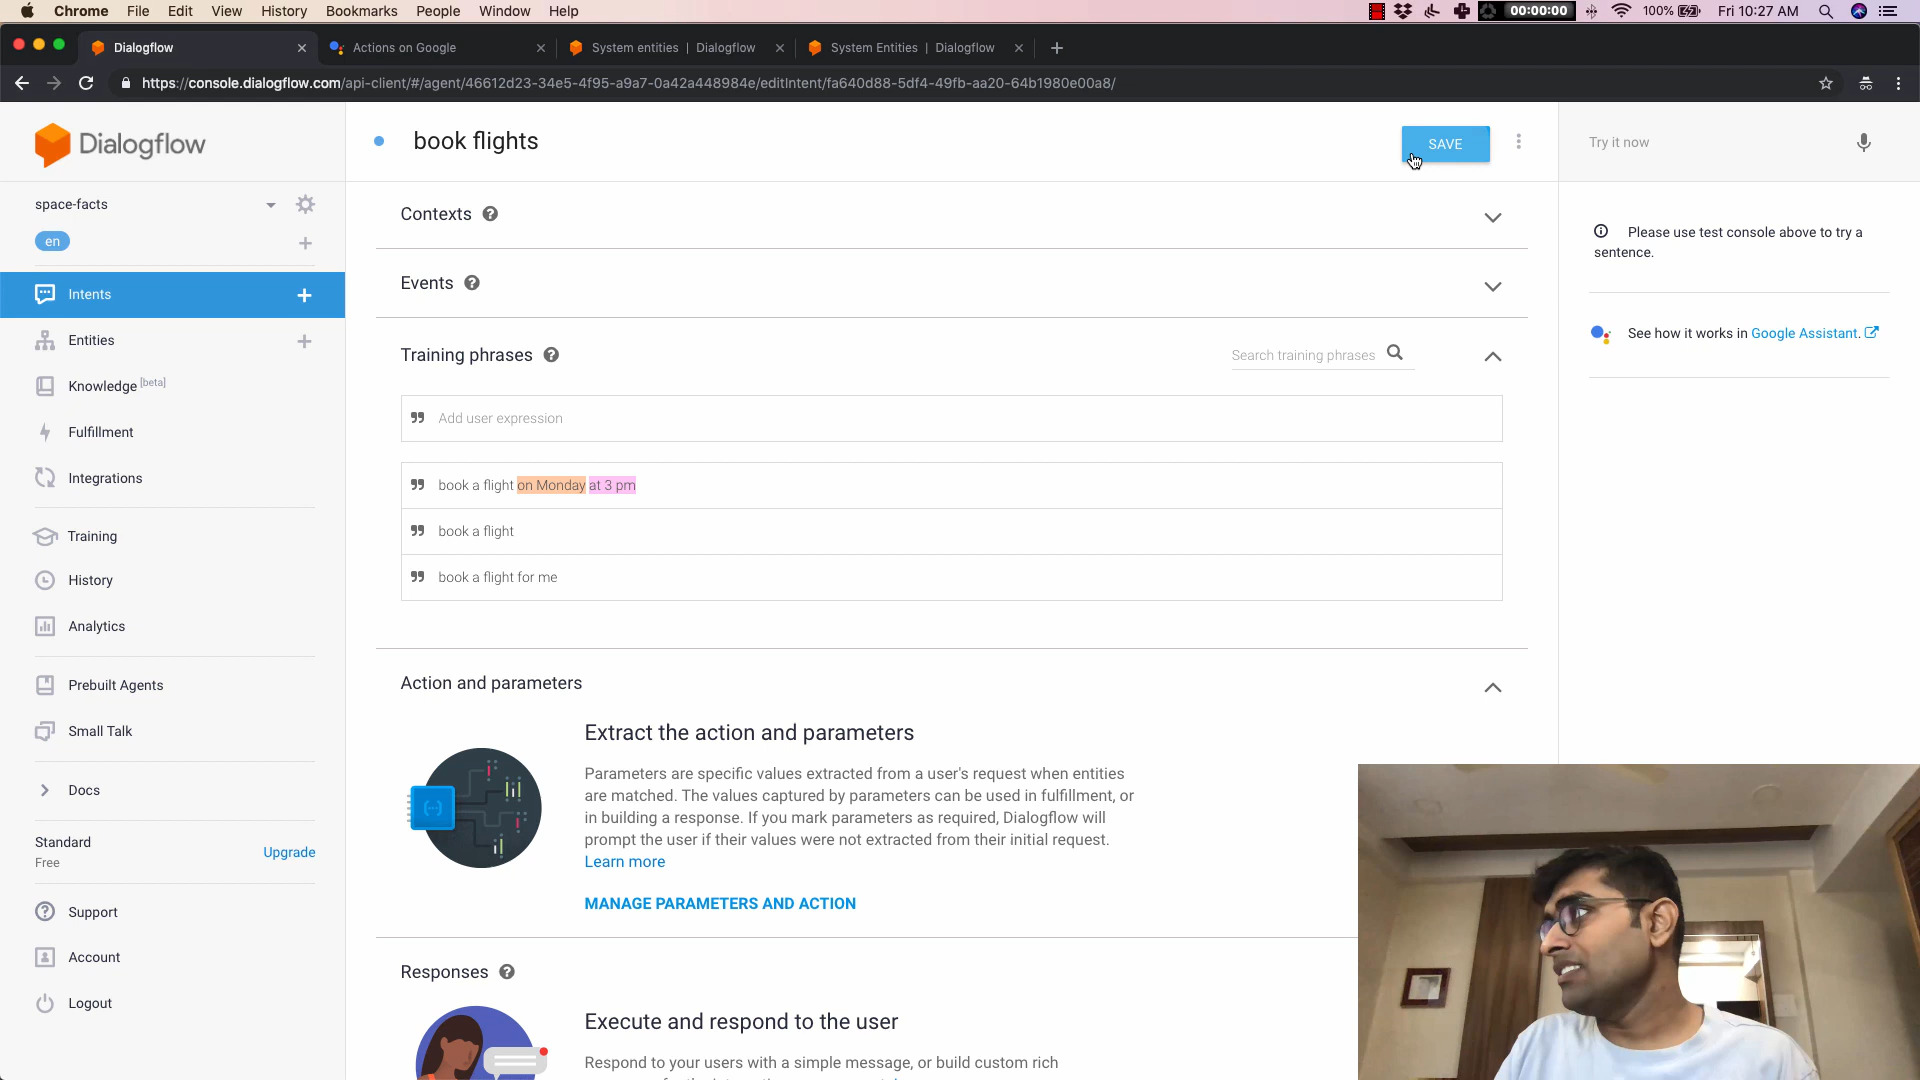 Chrome File Edit View History Bookmarks People Window Help
00:00:00 100% Fri 10:27 AM
Dialogflow
Actions on Google
System entities | Dialogflow
System Entities | Dialogflow
https://console.dialogflow.com/api-client/#/agent/46612d23-34e5-4f95-a9a7-0a42a448984e/editIntent/fa640d88-5df4-49fb-aa20-64b1980e00a8/
Dialogflow
space-facts
en
Intents
Entities
Knowledge [beta]
Fulfillment
Integrations
Training
History
Analytics
Prebuilt Agents
Small Talk
Docs
Standard
Free
Upgrade
Support
Account
Logout
book flights
SAVE
Contexts
Events
Training phrases
Search training phrases
Add user expression
book a flight on Monday at 3 pm
book a flight
book a flight for me
Action and parameters
Extract the action and parameters
Parameters are specific values extracted from a user's request when entities
are matched. The values captured by parameters can be used in fulfillment, or
in building a response. If you mark parameters as required, Dialogflow will
prompt the user if their values were not extracted from their initial request.
Learn more
MANAGE PARAMETERS AND ACTION
Responses
Execute and respond to the user
Respond to your users with a simple message, or build custom rich
Try it now
Please use test console above to try a
sentence.
See how it works in Google Assistant.